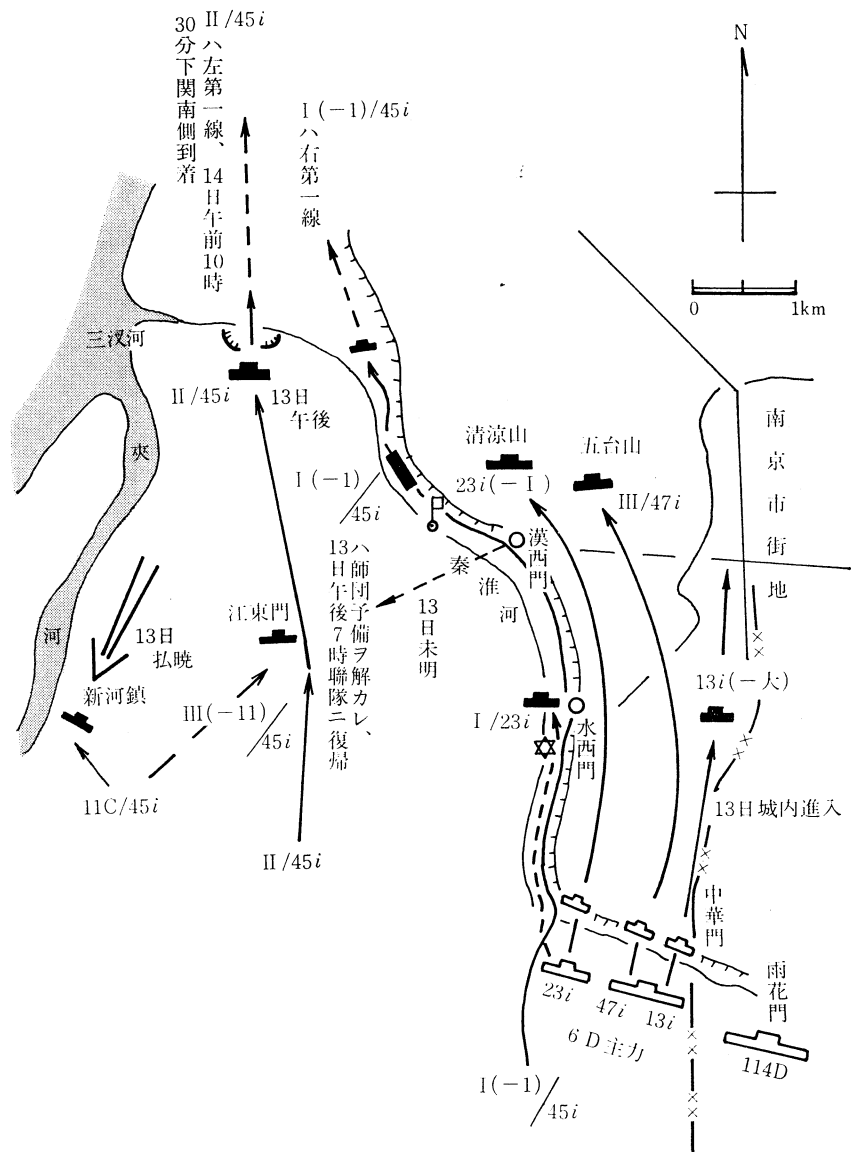 II/45i
ハ左第一線、14日午前10時
30分下関南側到着
I(-1)/45i
ハ右第一線
N
0 1km
三汊河
II/45i
13日
午後
夾
河
清涼山
23i(-I)
五台山
III/47i
南京市街地
I(-1)
/45i
ハ師団予備ヲ解カレ、
13日午後7時聯隊ニ復帰
漢西門
秦淮河
13日未明
江東門
13日
払暁
新河鎮
III(-11)
/45i
11C/45i
II/45i
I/23i
水西門
13i(-大)
13日城内進入
中華門
雨花門
23i
47i
13i
6D主力
114D
I(-1)
/45i